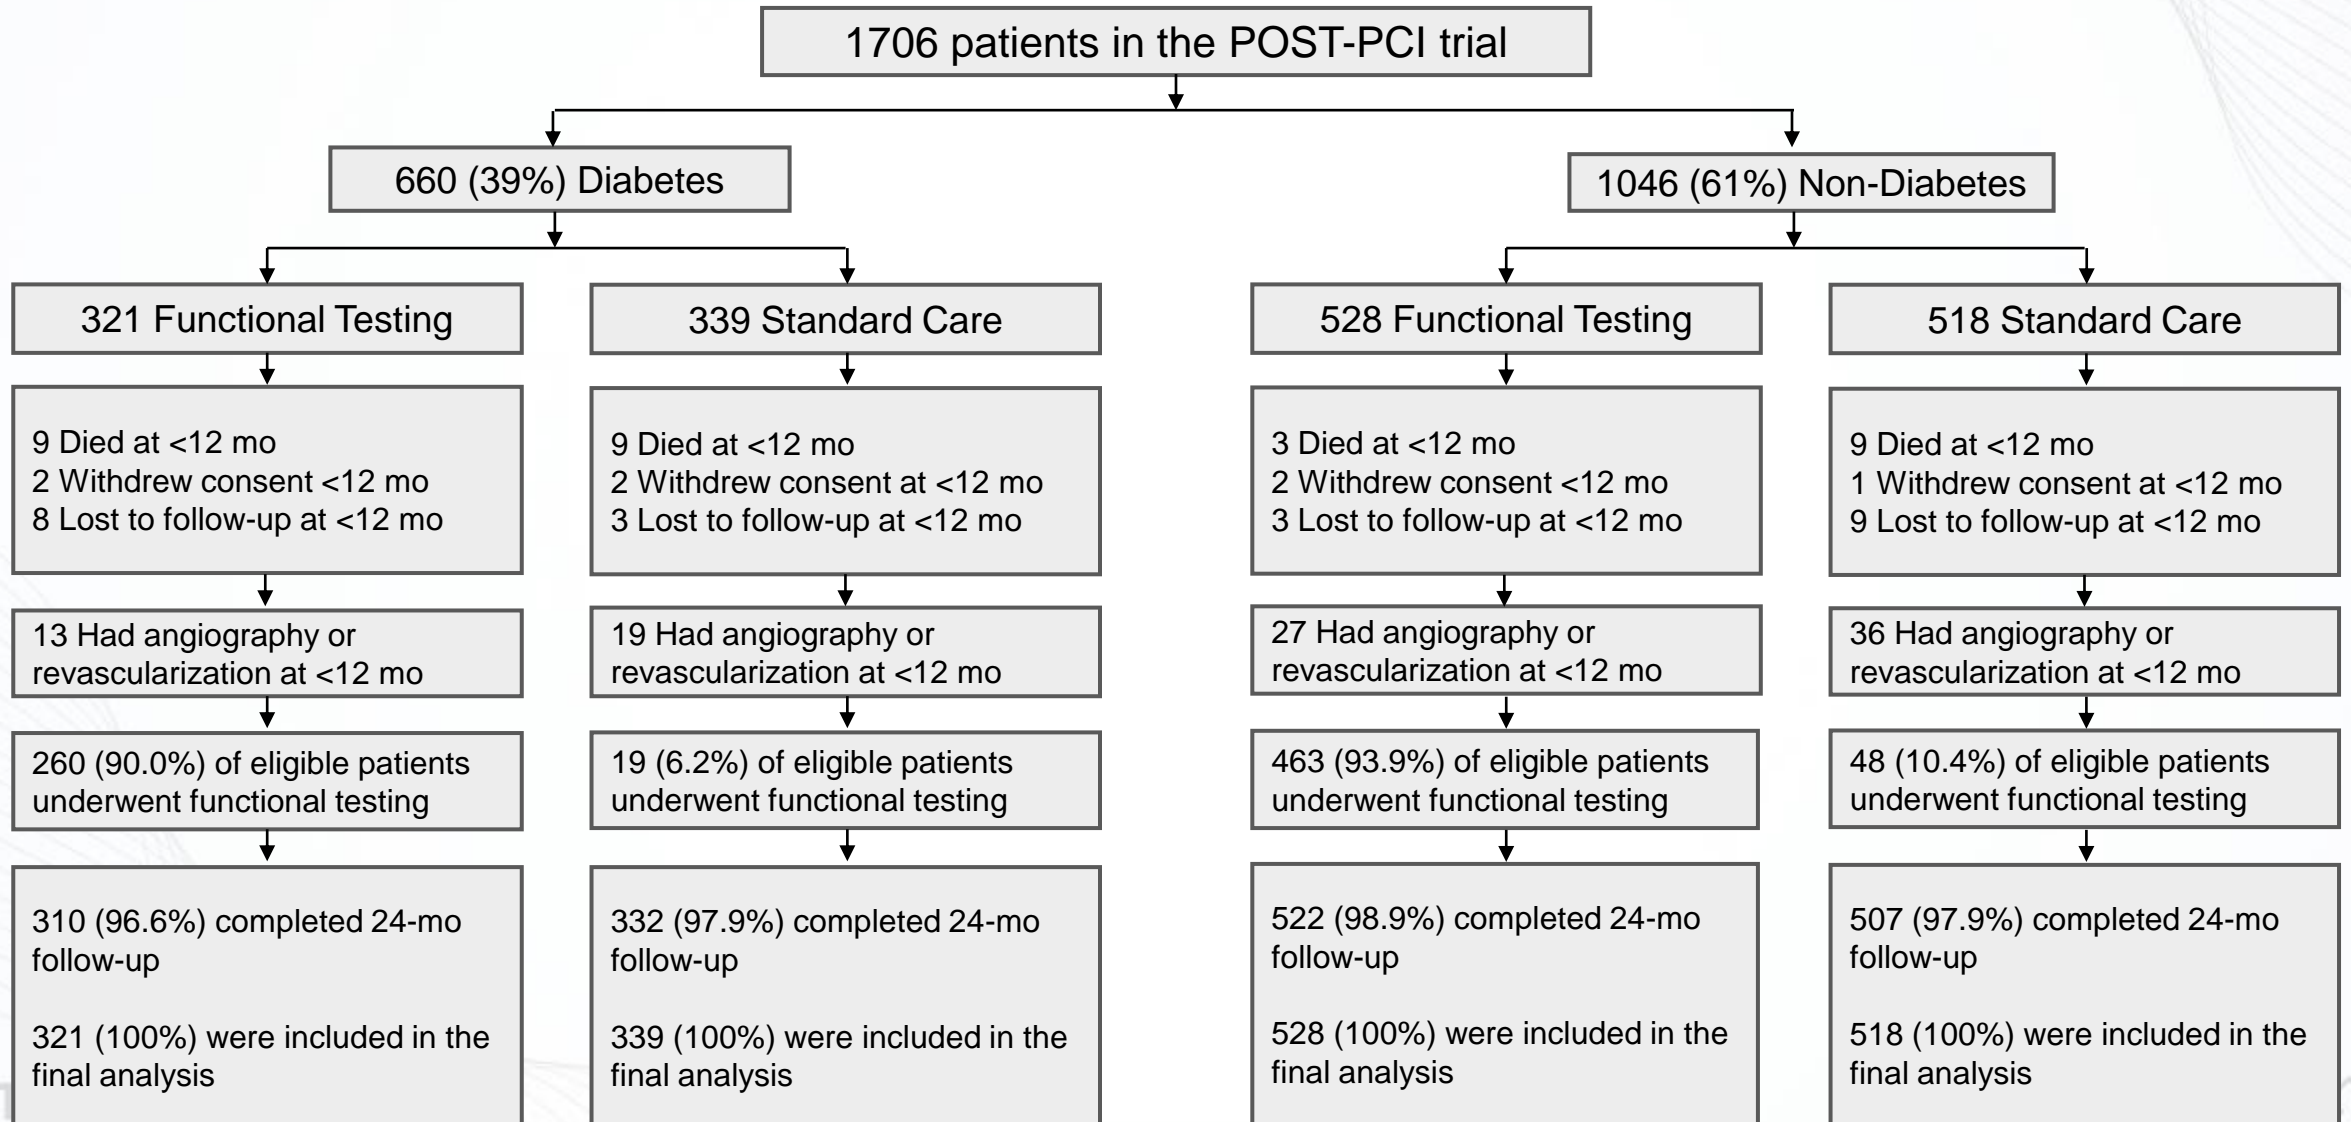 1706 patients in the POST-PCI trial
660 (39%) Diabetes
1046 (61%) Non-Diabetes
321 Functional Testing
339 Standard Care
528 Functional Testing
518 Standard Care
9 Died at <12 mo
2 Withdrew consent <12 mo
8 Lost to follow-up at <12 mo
9 Died at <12 mo
2 Withdrew consent at <12 mo
3 Lost to follow-up at <12 mo
3 Died at <12 mo
2 Withdrew consent <12 mo
3 Lost to follow-up at <12 mo
9 Died at <12 mo
1 Withdrew consent at <12 mo
9 Lost to follow-up at <12 mo
13 Had angiography or
revascularization at <12 mo
19 Had angiography or
revascularization at <12 mo
27 Had angiography or
revascularization at <12 mo
36 Had angiography or
revascularization at <12 mo
260 (90.0%) of eligible patients
underwent functional testing
19 (6.2%) of eligible patients
underwent functional testing
463 (93.9%) of eligible patients
underwent functional testing
48 (10.4%) of eligible patients
underwent functional testing
310 (96.6%) completed 24-mo
follow-up
321 (100%) were included in the
final analysis
332 (97.9%) completed 24-mo
follow-up
339 (100%) were included in the
final analysis
522 (98.9%) completed 24-mo
follow-up
528 (100%) were included in the
final analysis
507 (97.9%) completed 24-mo
follow-up
518 (100%) were included in the
final analysis